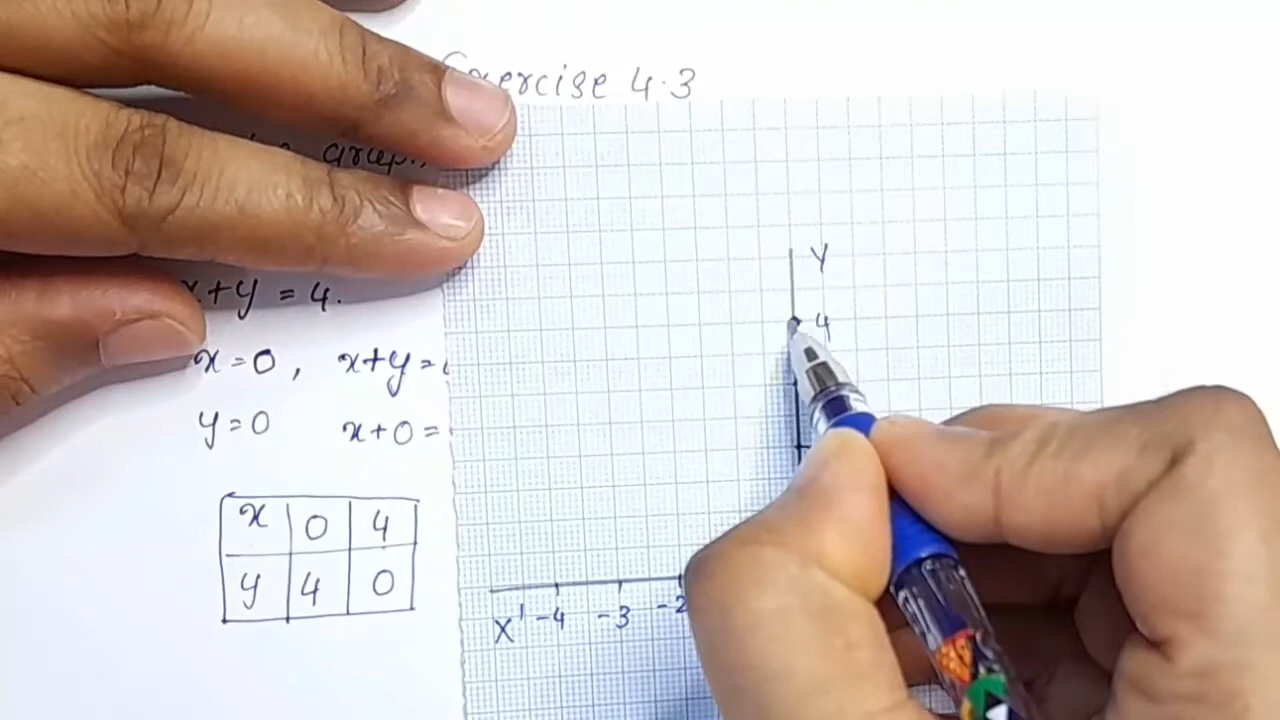 Exercise 4.3
x+y = 4.
x=0, x+y=
y=0 x+0=
x 0 4
y 4 0
Y
4
X' -4 -3 -2